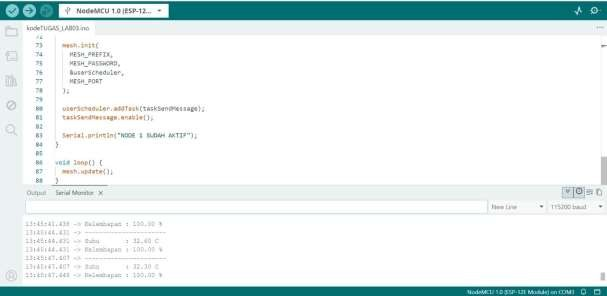 NodeMCU 1.0 (ESP-12...
kodeTUGAS_LAB03.ino
72
73 mesh.init(
74 MESH_PREFIX,
75 MESH_PASSWORD,
76 &userScheduler,
77 MESH_PORT
78 );
79
80 userScheduler.addTask(taskSendMessage);
81 taskSendMessage.enable();
82
83 Serial.println("NODE 1 SUDAH AKTIF");
84 }
85
86 void loop() {
87 mesh.update();
88 }
Output Serial Monitor X
New Line 115200 baud
13:45:41.439 -> Kelembapan : 100.00 %
13:45:44.431 -> ----------------------
13:45:44.431 -> Suhu : 32.40 C
13:45:44.431 -> Kelembapan : 100.00 %
13:45:47.407 -> ----------------------
13:45:47.407 -> Suhu : 32.30 C
13:45:47.449 -> Kelembapan : 100.00 %
NodeMCU 1.0 (ESP-12E Module) on COM3